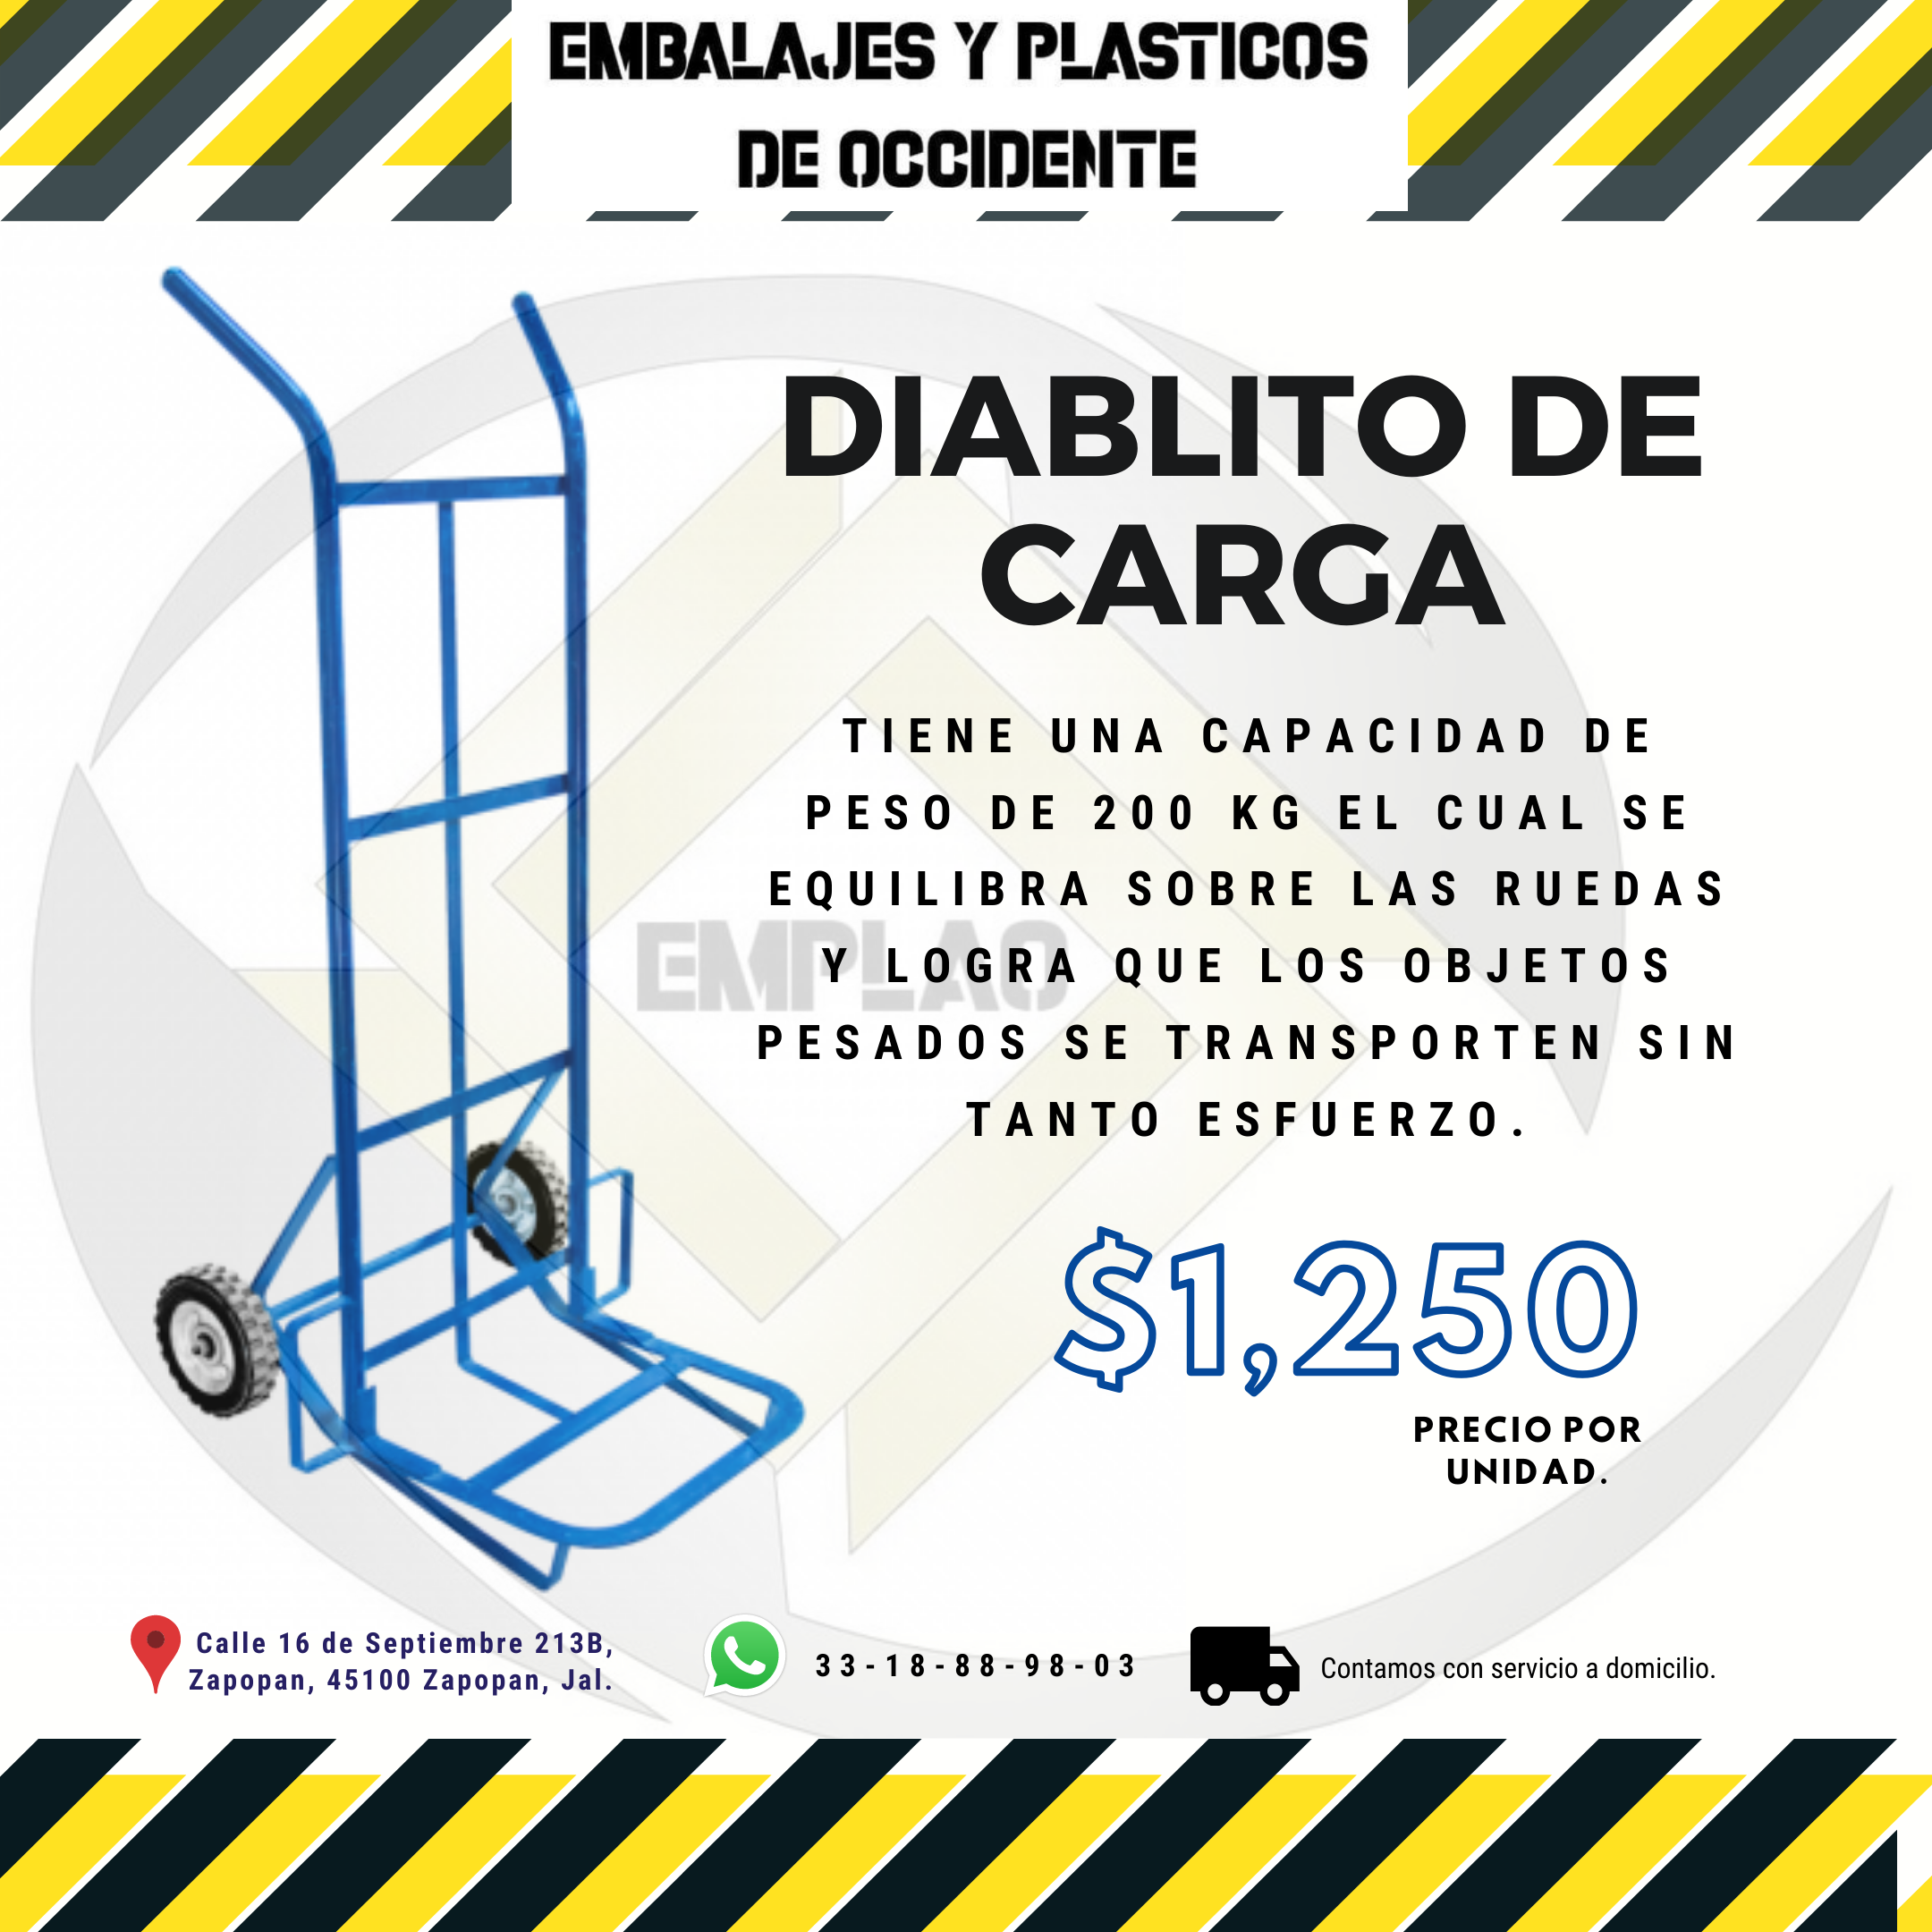 EMBALAJES Y PLASTICOS
DE OCCIDENTE
DIABLITO DE
CARGA
TIENE UNA CAPACIDAD DE
PESO DE 200 KG EL CUAL SE
EQUILIBRA SOBRE LAS RUEDAS
Y LOGRA QUE LOS OBJETOS
PESADOS SE TRANSPORTEN SIN
TANTO ESFUERZO.
EMPLAO
$1,250
PRECIO POR
UNIDAD.
Calle 16 de Septiembre 213B,
Zapopan, 45100 Zapopan, Jal.
33-18-88-98-03
Contamos con servicio a domicilio.